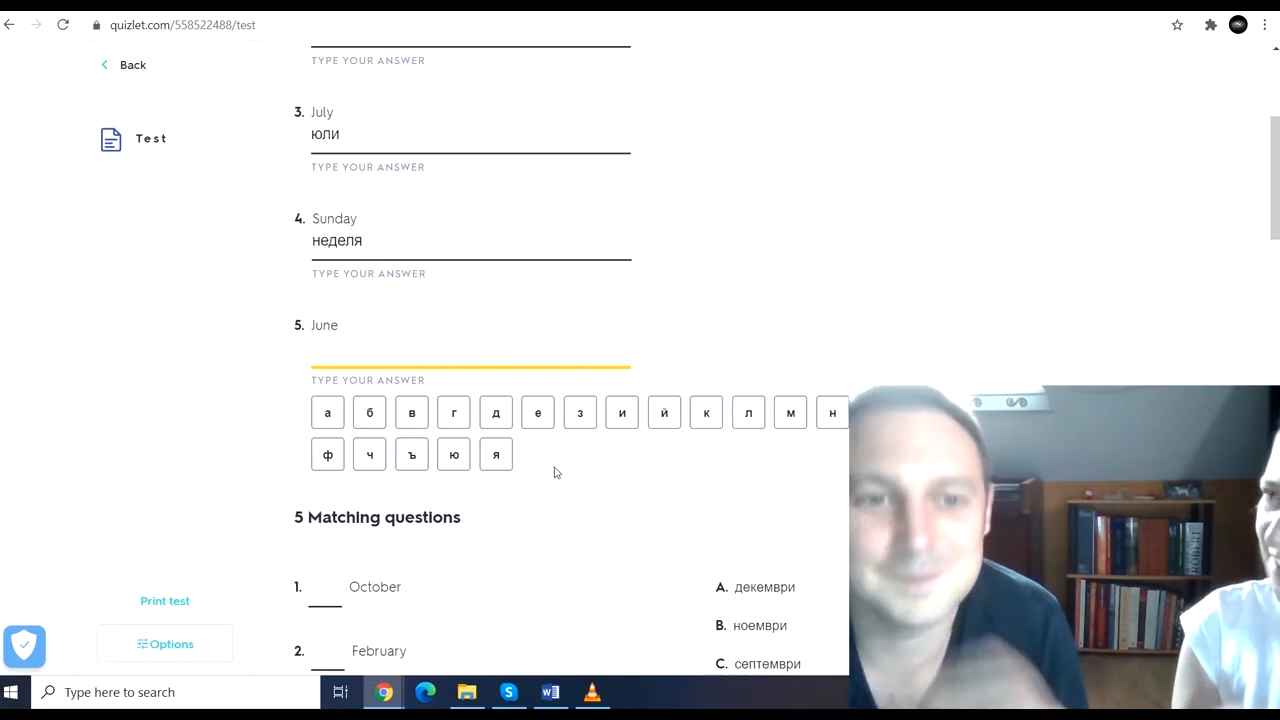 quizlet.com/558522488/test
TYPE YOUR ANSWER
Back
3. July
юли
TYPE YOUR ANSWER
Test
4. Sunday
неделя
TYPE YOUR ANSWER
5. June
TYPE YOUR ANSWER
а б в г д е з и й к л м н
ф ч ъ ю я
5 Matching questions
1. October
A. декември
B. ноември
2. February
C. септември
Print test
Options
Type here to search